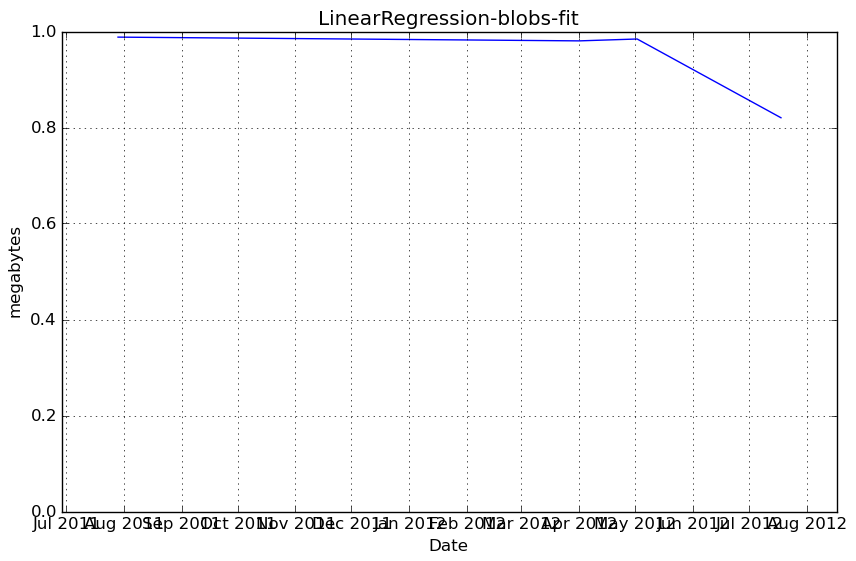 LinearRegression-blobs-fit
1.0
0.8
0.6
0.4
0.2
0.0
megabytes
Jul 2011 Aug 2011 Sep 2011 Oct 2011 Nov 2011 Dec 2011 Jan 2012 Feb 2012 Mar 2012 Apr 2012 May 2012 Jun 2012 Jul 2012 Aug 2012
Date